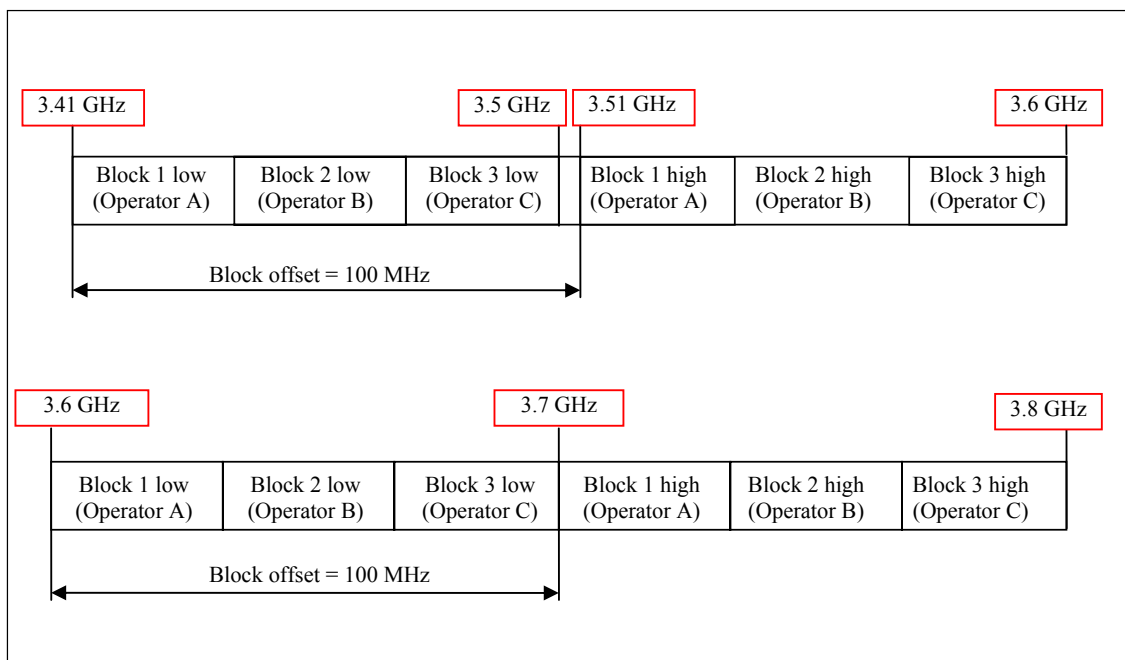 3.41 GHz
3.5 GHz
3.51 GHz
3.6 GHz
Block 1 low
(Operator A)
Block 2 low
(Operator B)
Block 3 low
(Operator C)
Block 1 high
(Operator A)
Block 2 high
(Operator B)
Block 3 high
(Operator C)
Block offset = 100 MHz
3.6 GHz
3.7 GHz
3.8 GHz
Block 1 low
(Operator A)
Block 2 low
(Operator B)
Block 3 low
(Operator C)
Block 1 high
(Operator A)
Block 2 high
(Operator B)
Block 3 high
(Operator C)
Block offset = 100 MHz